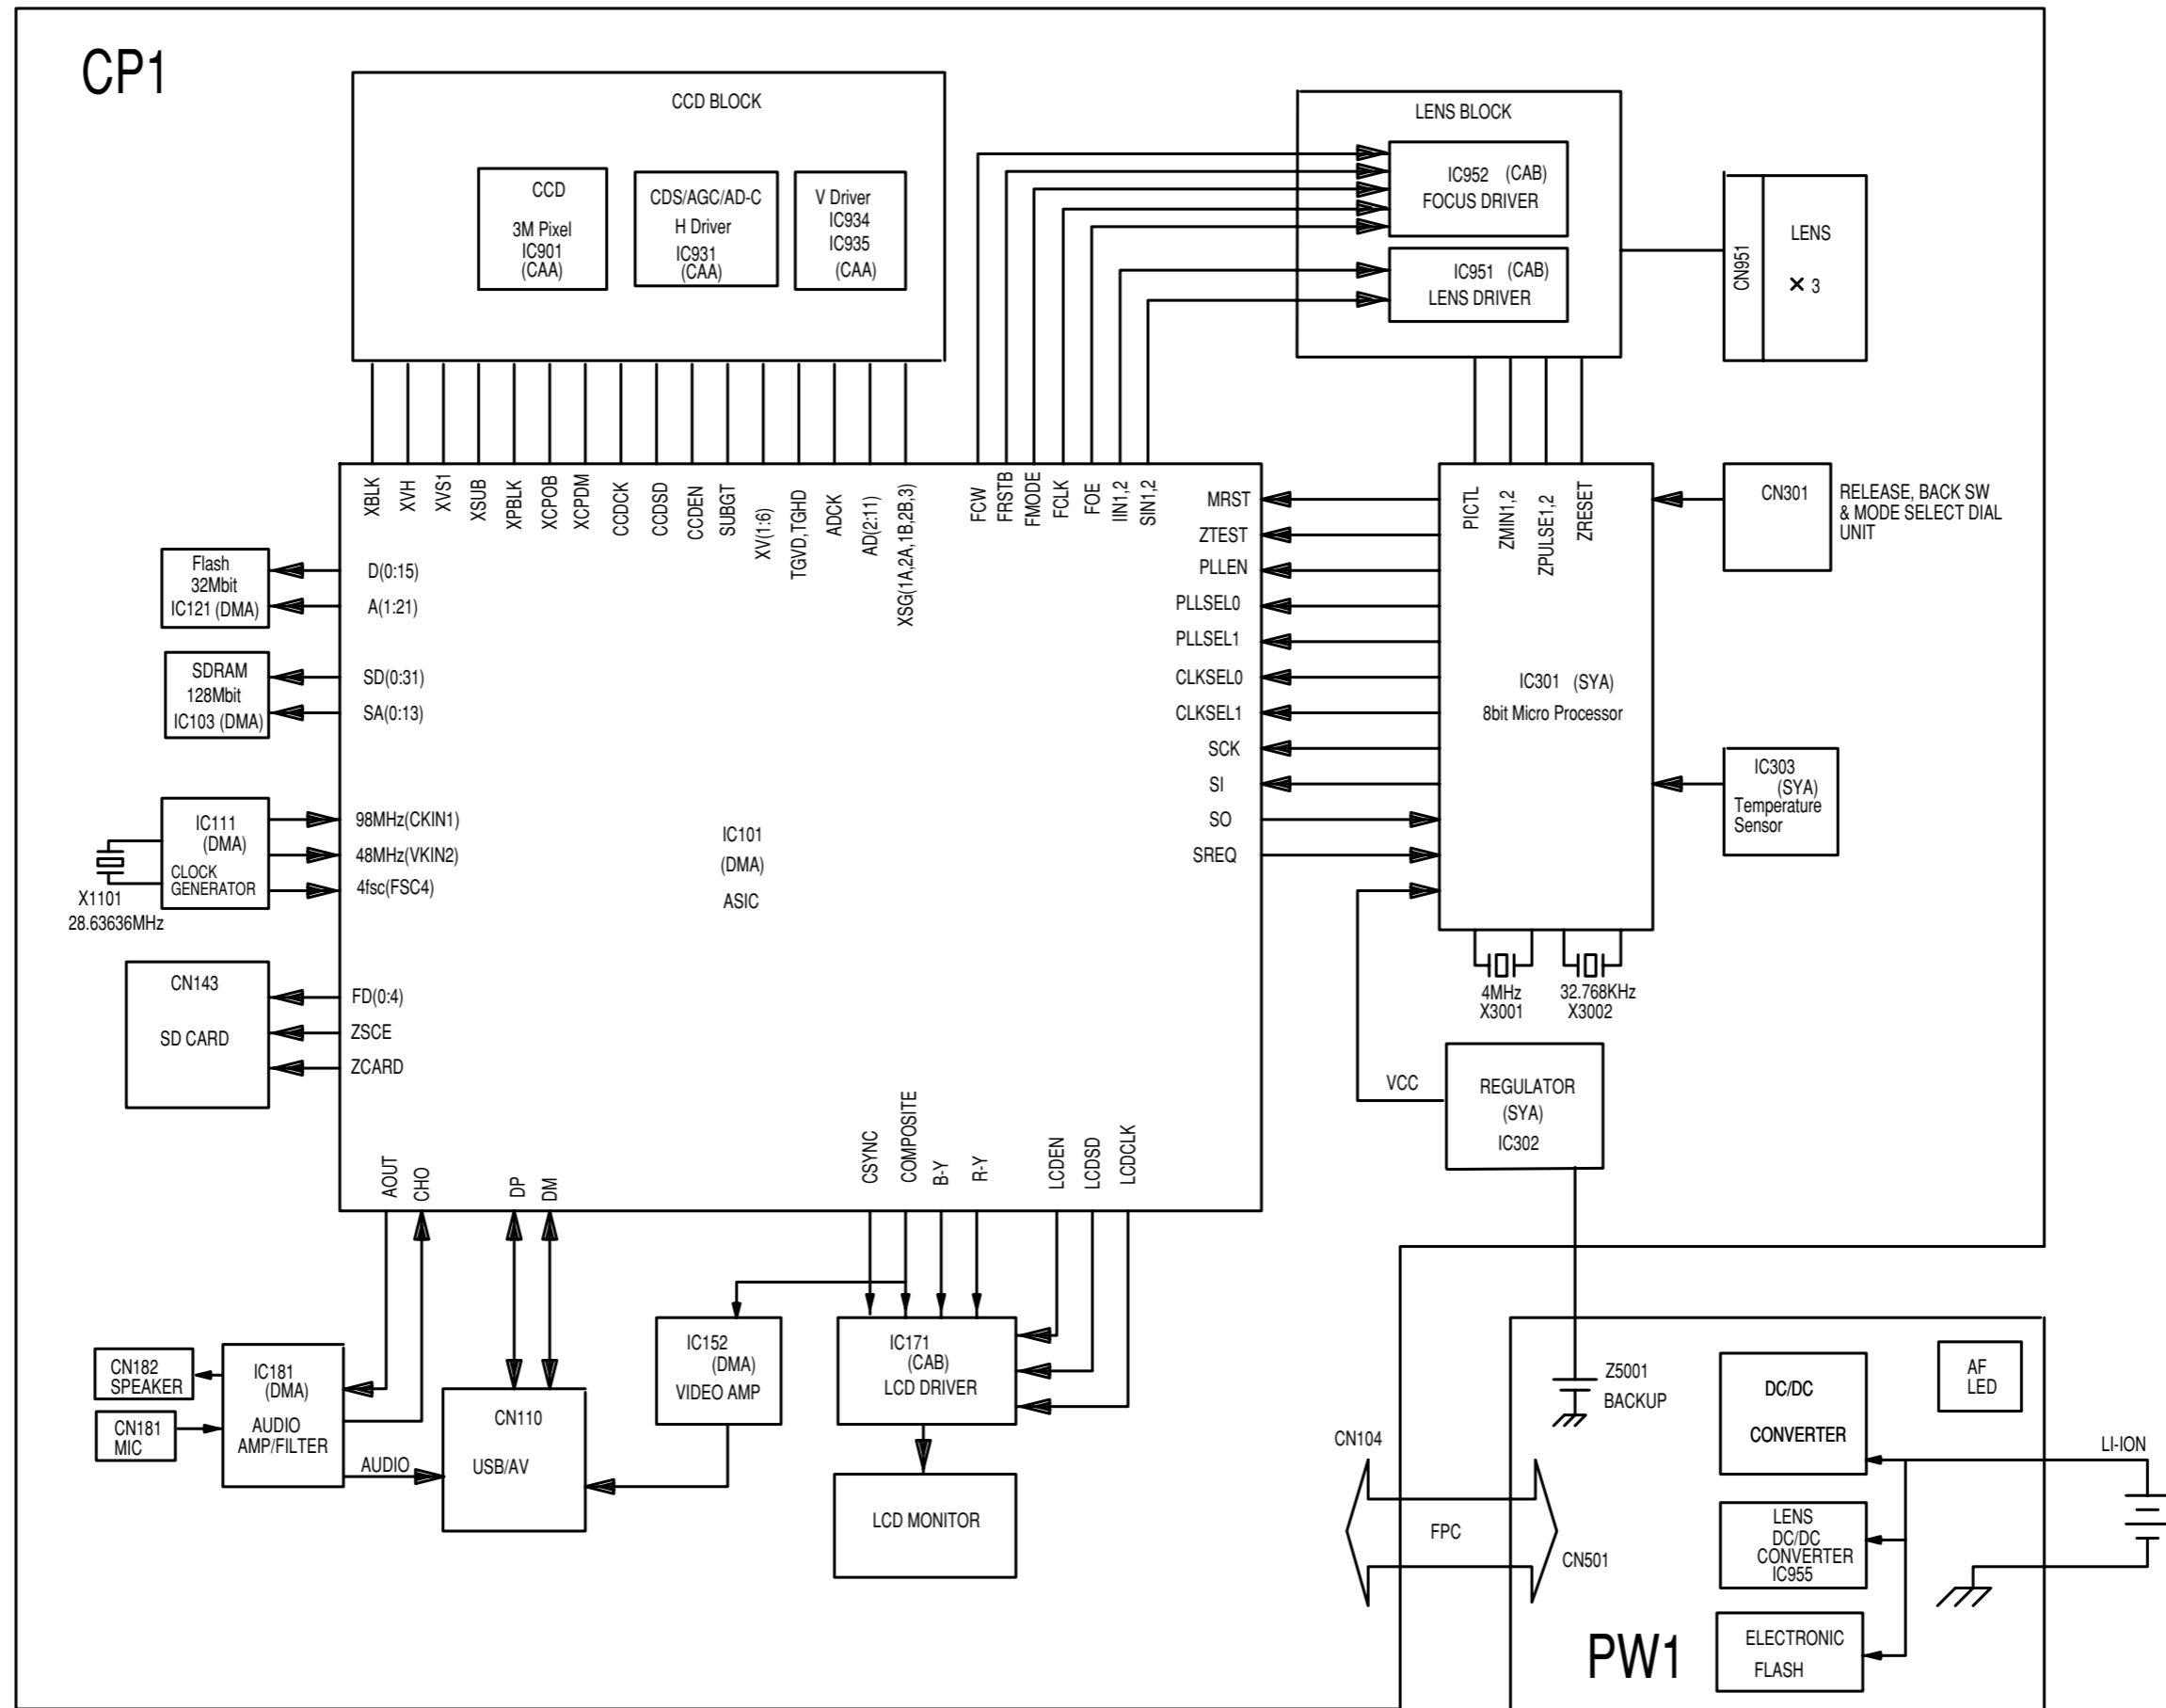 CP1
CCD BLOCK
CCD
3M Pixel
IC901
(CAA)
CDS/AGC/AD-C
H Driver
IC931
(CAA)
V Driver
IC934
IC935
(CAA)
LENS BLOCK
IC952 (CAB)
FOCUS DRIVER
IC951 (CAB)
LENS DRIVER
CN951
LENS
× 3
XBLK
XVH
XVS1
XSUB
XPBLK
XCPOB
XCPDM
CCDCK
CCDSD
CCDEN
SUBGT
XV(1:6)
TGVD,TGHD
ADCK
AD(2:11)
XSG(1A,2A,1B,2B,3)
FCW
FRSTB
FMODE
FCLK
FOE
IIN1,2
SIN1,2
MRST
ZTEST
PLLEN
PLLSEL0
PLLSEL1
CLKSEL0
CLKSEL1
SCK
SI
SO
SREQ
PICTL
ZMIN1,2
ZPULSE1,2
ZRESET
IC301 (SYA)
8bit Micro Processor
CN301
RELEASE, BACK SW
& MODE SELECT DIAL
UNIT
IC303
(SYA)
Temperature
Sensor
Flash
32Mbit
IC121 (DMA)
D(0:15)
A(1:21)
SDRAM
128Mbit
IC103 (DMA)
SD(0:31)
SA(0:13)
IC111
(DMA)
CLOCK
GENERATOR
X1101
28.63636MHz
98MHz(CKIN1)
48MHz(VKIN2)
4fsc(FSC4)
IC101
(DMA)
ASIC
CN143
SD CARD
FD(0:4)
ZSCE
ZCARD
4MHz
X3001
32.768KHz
X3002
VCC
REGULATOR
(SYA)
IC302
AOUT
CHO
DP
DM
CSYNC
COMPOSITE
B-Y
R-Y
LCDEN
LCDSD
LCDCLK
CN182
SPEAKER
CN181
MIC
IC181
(DMA)
AUDIO
AMP/FILTER
AUDIO
CN110
USB/AV
IC152
(DMA)
VIDEO AMP
IC171
(CAB)
LCD DRIVER
LCD MONITOR
Z5001
BACKUP
CN104
FPC
CN501
DC/DC
CONVERTER
AF
LED
LI-ION
LENS
DC/DC
CONVERTER
IC955
ELECTRONIC
FLASH
PW1